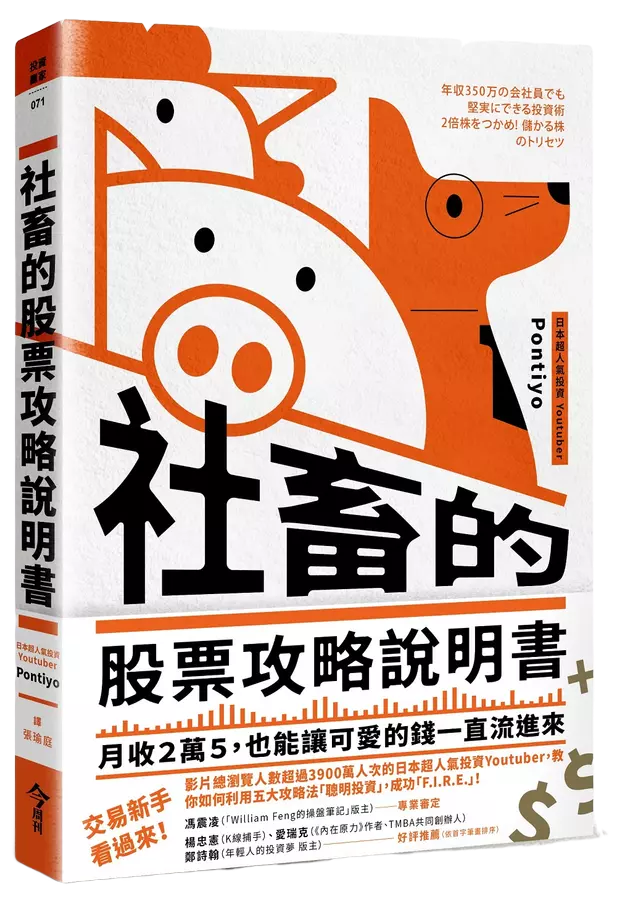 投資
贏家
071
社畜的股票攻略說明書
日本超人氣投資
Youtuber
Pontiyo
譯
張瑜庭
今周刊
年収350万の会社員でも
堅実にできる投資術
2倍株をつかめ!儲かる株
のトリセツ
日本超人氣投資 Youtuber
Pontiyo
社畜的
股票攻略說明書
月收2萬5,也能讓可愛的錢一直流進來
交易新手
看過來!
影片總瀏覽人數超過3900萬人次的日本超人氣投資Youtuber,教
你如何利用五大攻略法「聰明投資」,成功「F.I.R.E.」!
馮震凌(「William Feng的操盤筆記」版主)——專業審定
楊忠憲(K線捕手)、愛瑞克(《內在原力》作者、TMBA共同創辦人)
鄭詩翰(年輕人的投資夢 版主)——好評推薦(依首字筆畫排序)
$
$